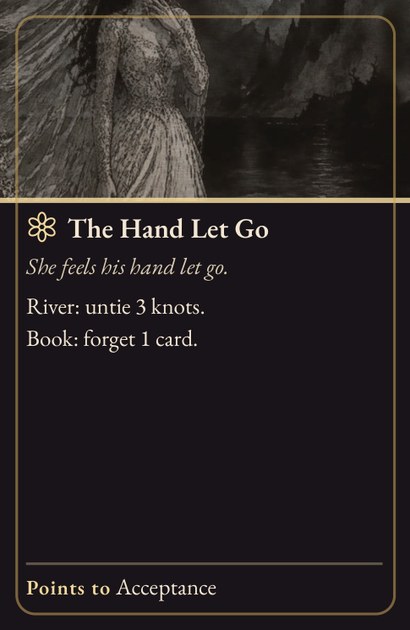 The Hand Let Go
She feels his hand let go.
River: untie 3 knots.
Book: forget 1 card.
Points to Acceptance